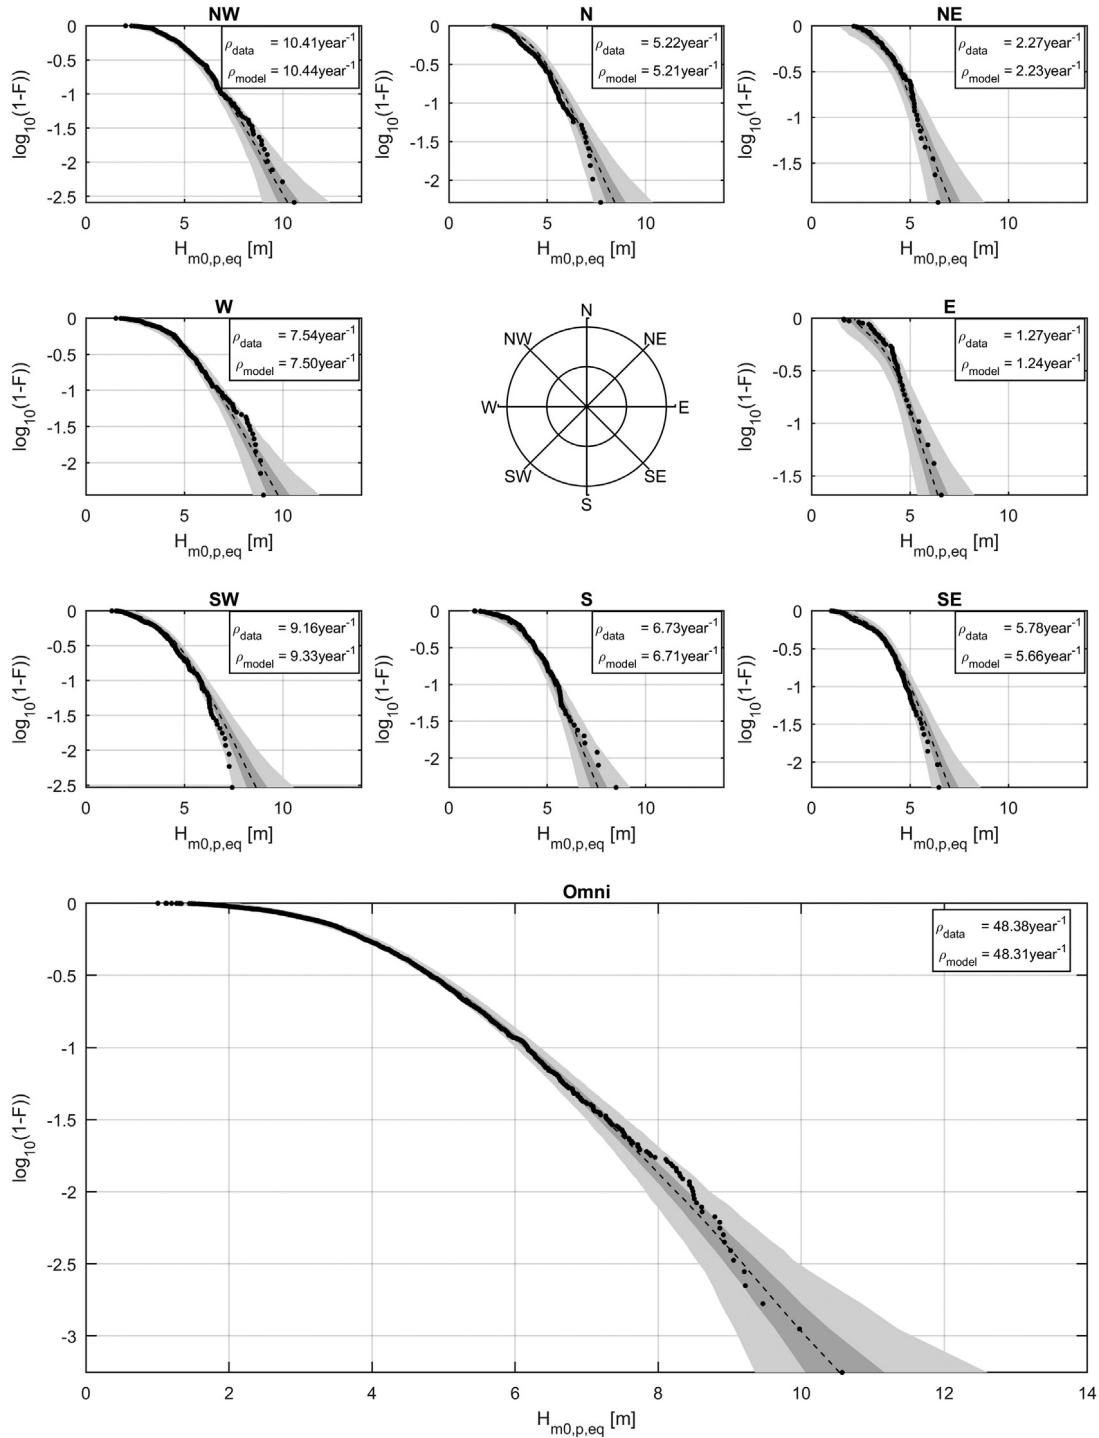 NW
ρdata = 10.41year-1
ρmodel = 10.44year-1
0
-0.5
-1
-1.5
-2
-2.5
log10(1-F))
0 5 10
Hm0,p,eq [m]
N
ρdata = 5.22year-1
ρmodel = 5.21year-1
0
-0.5
-1
-1.5
-2
log10(1-F))
0 5 10
Hm0,p,eq [m]
NE
ρdata = 2.27year-1
ρmodel = 2.23year-1
0
-0.5
-1
-1.5
log10(1-F))
0 5 10
Hm0,p,eq [m]
W
ρdata = 7.54year-1
ρmodel = 7.50year-1
0
-0.5
-1
-1.5
-2
log10(1-F))
0 5 10
Hm0,p,eq [m]
N
NW NE
W E
SW SE
S
E
ρdata = 1.27year-1
ρmodel = 1.24year-1
0
-0.5
-1
-1.5
log10(1-F))
0 5 10
Hm0,p,eq [m]
SW
ρdata = 9.16year-1
ρmodel = 9.33year-1
0
-0.5
-1
-1.5
-2
-2.5
log10(1-F))
0 5 10
Hm0,p,eq [m]
S
ρdata = 6.73year-1
ρmodel = 6.71year-1
0
-0.5
-1
-1.5
-2
log10(1-F))
0 5 10
Hm0,p,eq [m]
SE
ρdata = 5.78year-1
ρmodel = 5.66year-1
0
-0.5
-1
-1.5
-2
log10(1-F))
0 5 10
Hm0,p,eq [m]
Omni
ρdata = 48.38year-1
ρmodel = 48.31year-1
0
-0.5
-1
-1.5
-2
-2.5
-3
log10(1-F))
0 2 4 6 8 10 12 14
Hm0,p,eq [m]